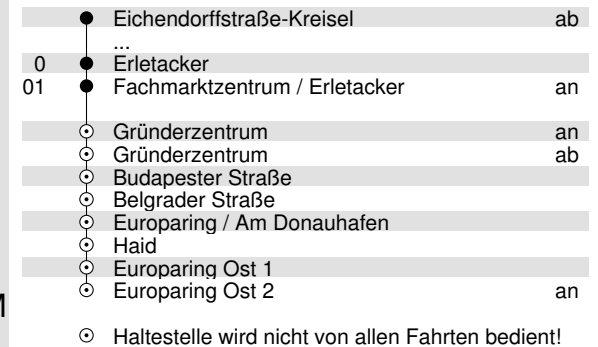 Eichendorffstraße-Kreisel ab
...
0 Erletacker
01 Fachmarktzentrum / Erletacker an
Gründerzentrum an
Gründerzentrum ab
Budapester Straße
Belgrader Straße
Europaring / Am Donauhafen
Haid
Europaring Ost 1
Europaring Ost 2 an
Haltestelle wird nicht von allen Fahrten bedient!